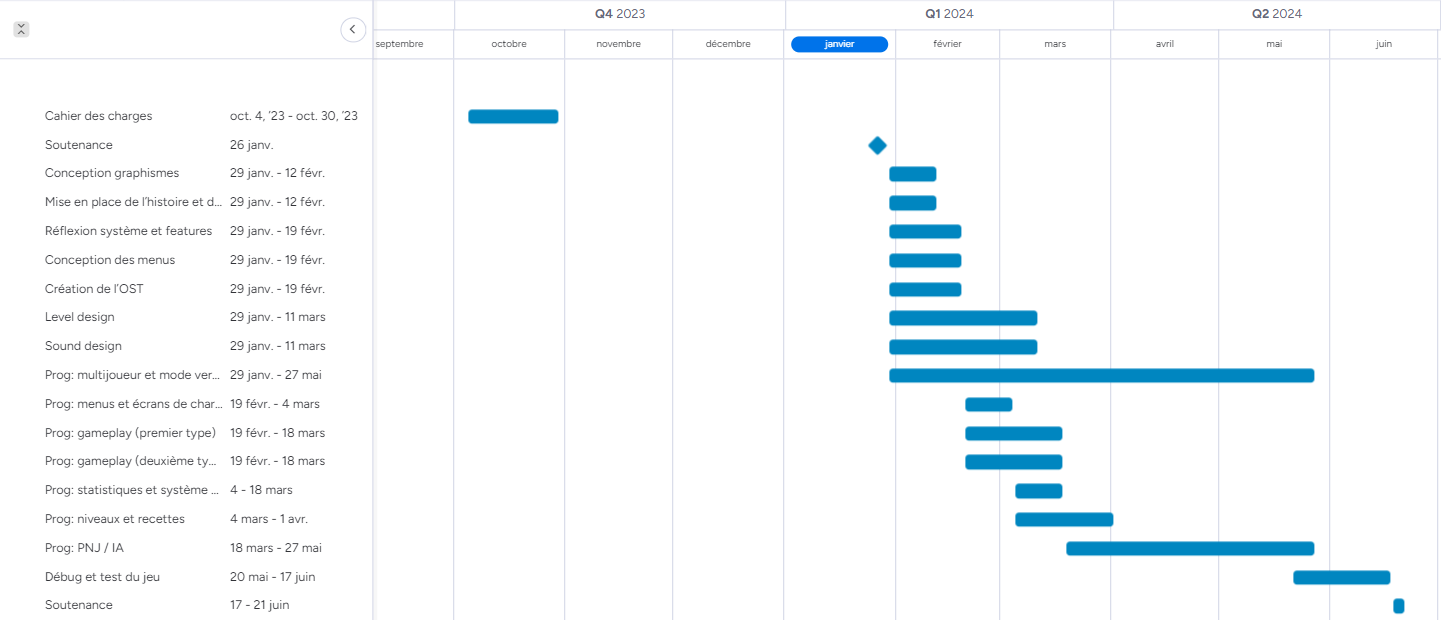 Q4 2023 Q1 2024 Q2 2024
septembre octobre novembre décembre janvier février mars avril mai juin
Cahier des charges oct. 4, '23 - oct. 30, '23
Soutenance 26 janv.
Conception graphismes 29 janv. - 12 févr.
Mise en place de l'histoire et d... 29 janv. - 12 févr.
Réflexion système et features 29 janv. - 19 févr.
Conception des menus 29 janv. - 19 févr.
Création de l'OST 29 janv. - 19 févr.
Level design 29 janv. - 11 mars
Sound design 29 janv. - 11 mars
Prog: multijoueur et mode ver... 29 janv. - 27 mai
Prog: menus et écrans de char... 19 févr. - 4 mars
Prog: gameplay (premier type) 19 févr. - 18 mars
Prog: gameplay (deuxième ty... 19 févr. - 18 mars
Prog: statistiques et système ... 4 - 18 mars
Prog: niveaux et recettes 4 mars - 1 avr.
Prog: PNJ / IA 18 mars - 27 mai
Débug et test du jeu 20 mai - 17 juin
Soutenance 17 - 21 juin